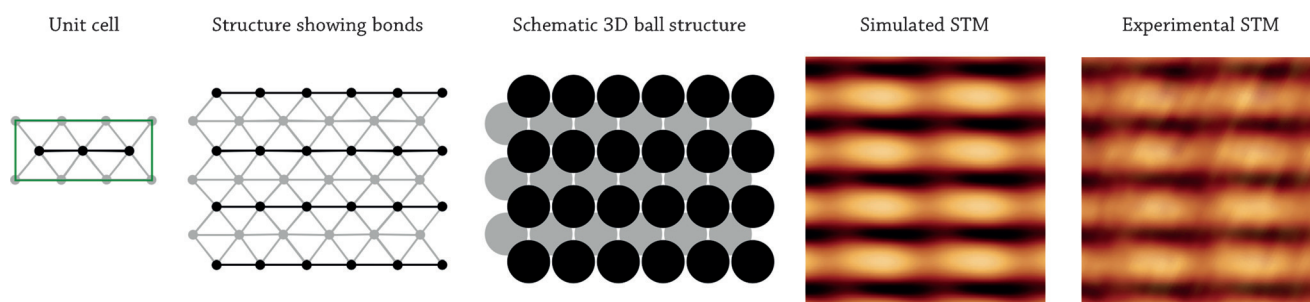 Unit cell
Structure showing bonds
Schematic 3D ball structure
Simulated STM
Experimental STM